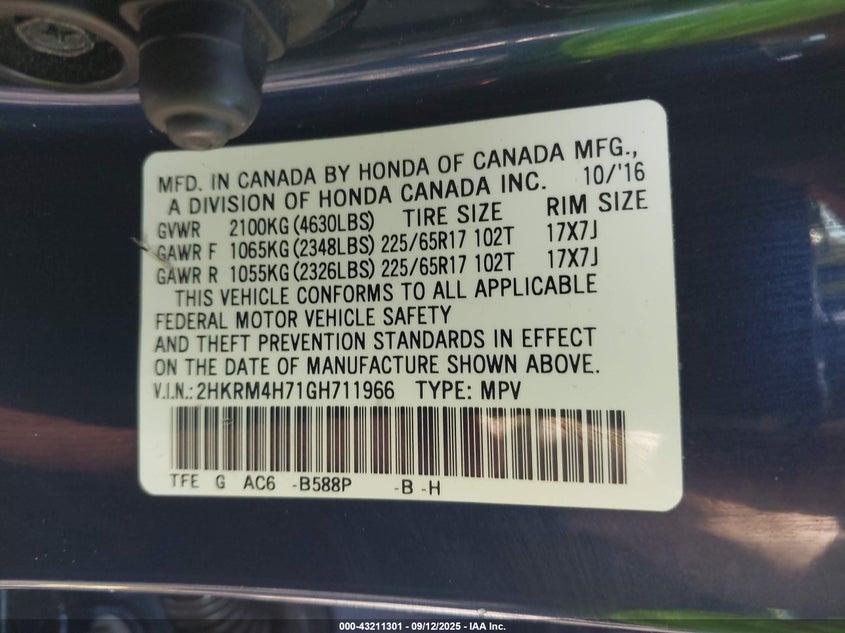 MFD. IN CANADA BY HONDA OF CANADA MFG.,
A DIVISION OF HONDA CANADA INC. 10/'16
GVWR 2100KG (4630LBS) TIRE SIZE RIM SIZE
GAWR F 1065KG (2348LBS) 225/65R17 102T 17X7J
GAWR R 1055KG (2326LBS) 225/65R17 102T 17X7J
THIS VEHICLE CONFORMS TO ALL APPLICABLE
FEDERAL MOTOR VEHICLE SAFETY
AND THEFT PREVENTION STANDARDS IN EFFECT
ON THE DATE OF MANUFACTURE SHOWN ABOVE.
V.I.N.: 2HKRM4H71GH711966 TYPE: MPV
TFE G AC6 -B588P -B -H
000-43211301 - 09/12/2025 - IAA Inc.